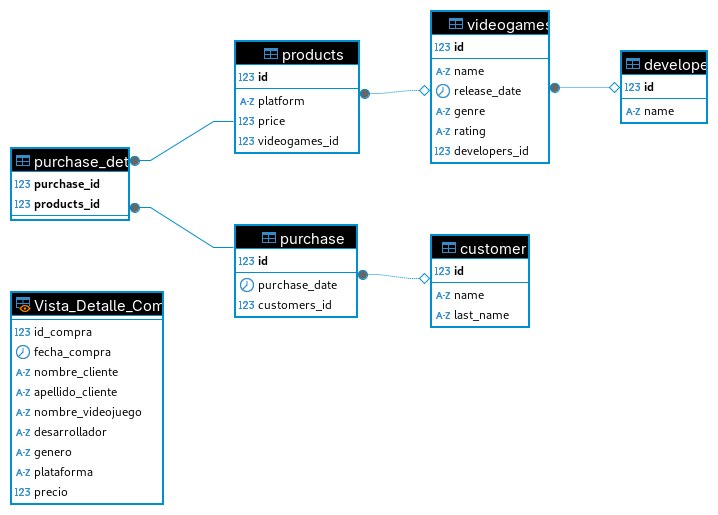 products
123 id
A-Z platform
123 price
123 videogames_id
videogames
123 id
A-Z name
release_date
A-Z genre
A-Z rating
123 developers_id
develope
123 id
A-Z name
purchase_det
123 purchase_id
123 products_id
purchase
123 id
purchase_date
123 customers_id
customer
123 id
A-Z name
A-Z last_name
Vista_Detalle_Com
123 id_compra
fecha_compra
A-Z nombre_cliente
A-Z apellido_cliente
A-Z nombre_videojuego
A-Z desarrollador
A-Z genero
A-Z plataforma
123 precio